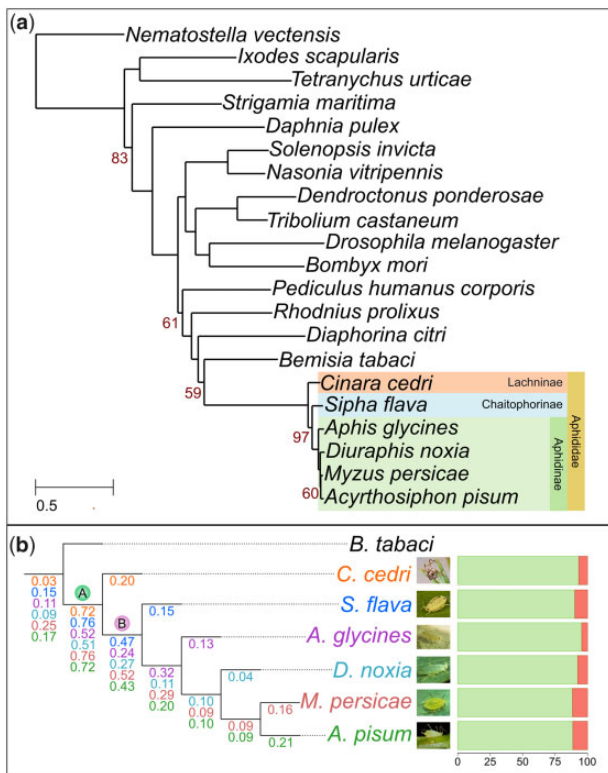 (a)
Nematostella vectensis
Ixodes scapularis
Tetranychus urticae
Strigamia maritima
Daphnia pulex
83
Solenopsis invicta
Nasonia vitripennis
Dendroctonus ponderosae
Tribolium castaneum
Drosophila melanogaster
Bombyx mori
Pediculus humanus corporis
61
Rhodnius prolixus
Diaphorina citri
Bemisia tabaci
59
Cinara cedri Lachninae
Sipha flava Chaitophorinae
97
Aphis glycines
Diuraphis noxia
Myzus persicae
60
Acyrthosiphon pisum
Aphidinae
Aphididae
0.5
(b)
B. tabaci
0.03
0.15
0.11
0.09
0.25
0.17
A
0.72
0.76
0.52
0.51
0.76
0.72
0.20
C. cedri
B
0.47
0.24
0.27
0.52
0.43
0.15
S. flava
0.32
0.11
0.29
0.20
0.13
A. glycines
0.10
0.09
0.10
0.04
D. noxia
0.09
0.09
0.16
M. persicae
0.21
A. pisum
0 25 50 75 100